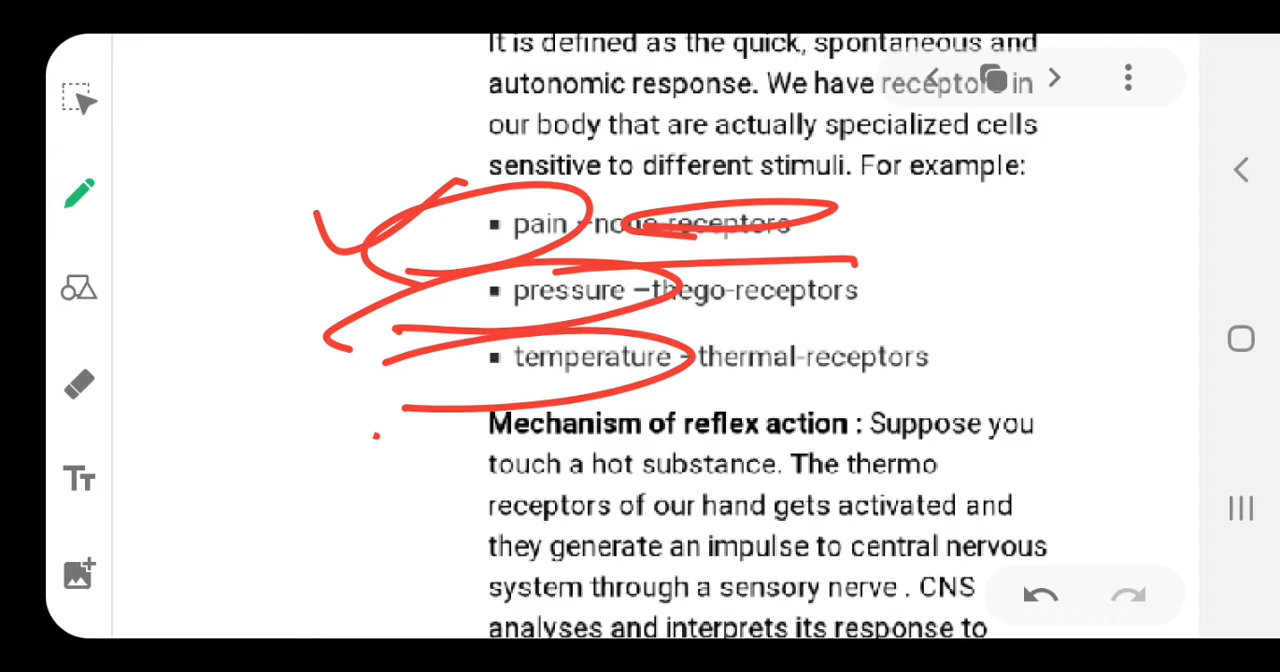 It is defined as the quick, spontaneous and
autonomic response. We have receptors in
our body that are actually specialized cells
sensitive to different stimuli. For example:
▪ pain – receptors
▪ pressure –thego-receptors
▪ temperature –thermal-receptors
Mechanism of reflex action : Suppose you
touch a hot substance. The thermo
receptors of our hand gets activated and
they generate an impulse to central nervous
system through a sensory nerve . CNS
analyses and interprets its response to